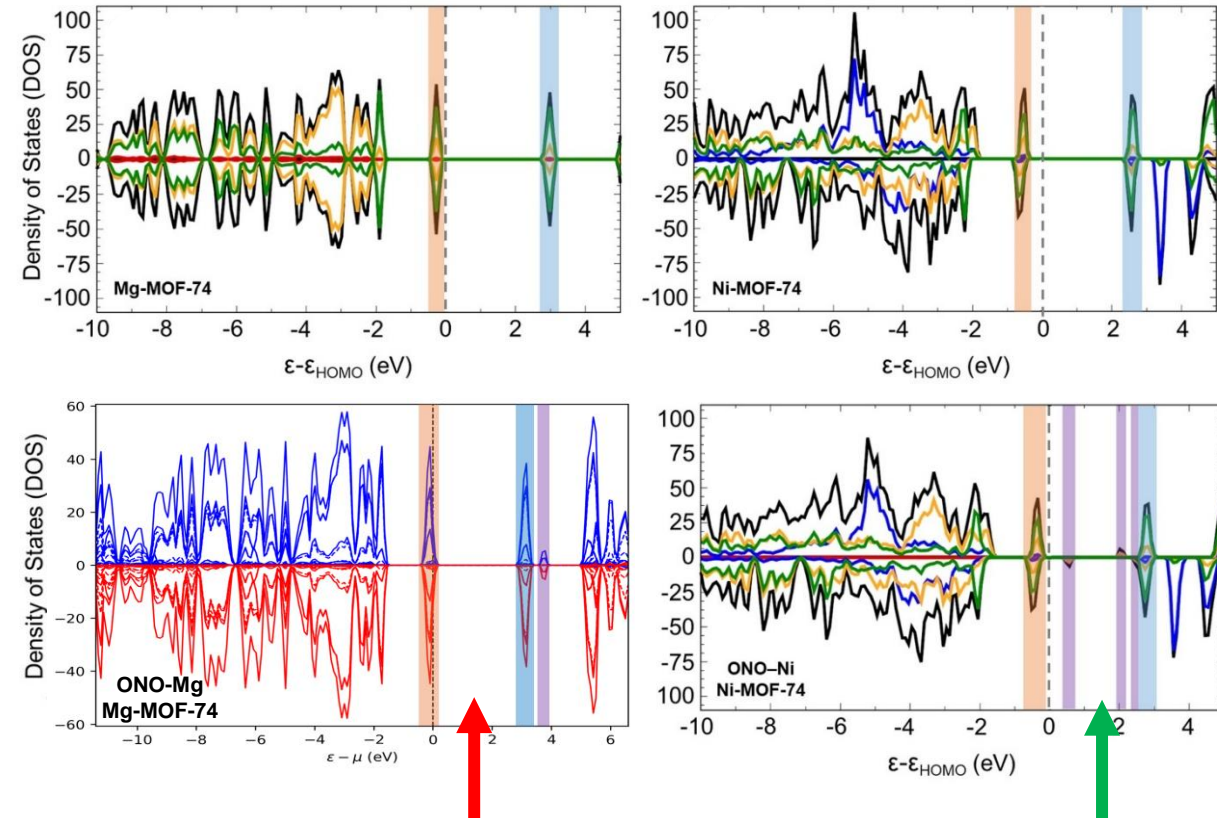 Density of States (DOS)
100
75
50
25
0
-25
-50
-75
-100
Mg-MOF-74
-10 -8 -6 -4 -2 0 2 4
ε-εHOMO (eV)
100
75
50
25
0
-25
-50
-75
-100
Ni-MOF-74
-10 -8 -6 -4 -2 0 2 4
ε-εHOMO (eV)
Density of States (DOS)
60
40
20
0
−20
−40
−60
ONO-Mg
Mg-MOF-74
−10 −8 −6 −4 −2 0 2 4 6
ε − μ (eV)
100
75
50
25
0
-25
-50
-75
-100
ONO–Ni
Ni-MOF-74
-10 -8 -6 -4 -2 0 2 4
ε-εHOMO (eV)